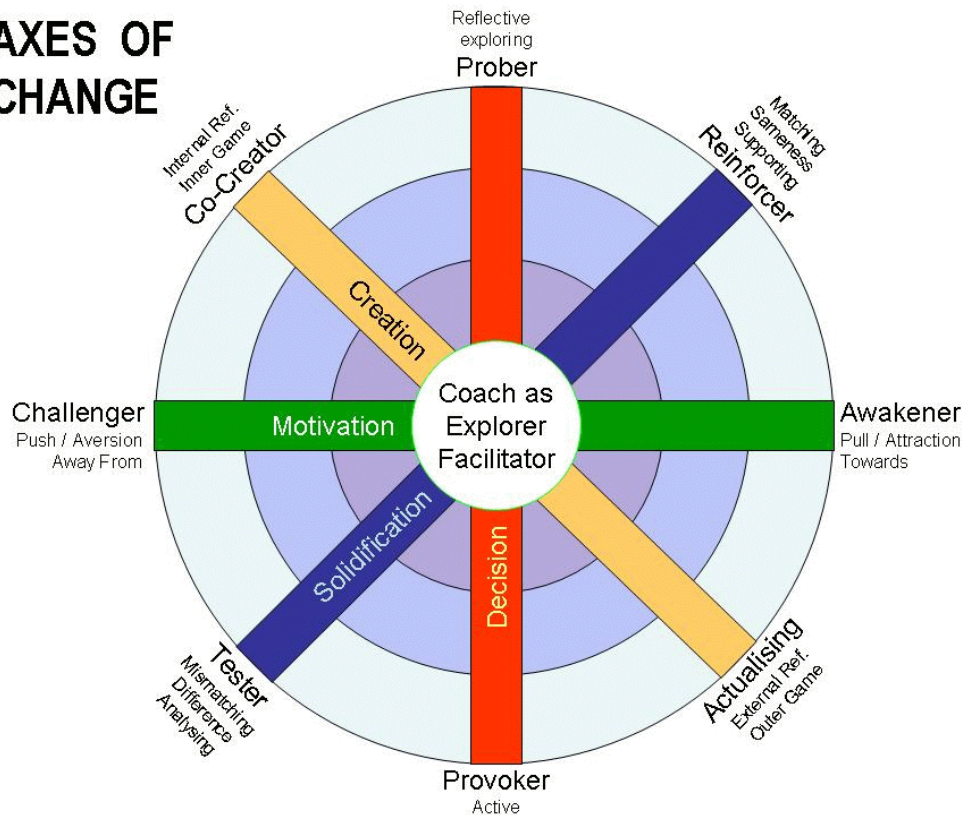 AXES OF
CHANGE
Reflective
exploring
Prober
Internal Ref.
Inner Game
Co-Creator
Matching
Sameness
Supporting
Reinforcer
Creation
Challenger
Push / Aversion
Away From
Motivation
Coach as
Explorer
Facilitator
Awakener
Pull / Attraction
Towards
Solidification
Decision
Tester
Mismatching
Difference
Analysing
Actualising
External Ref.
Outer Game
Provoker
Active